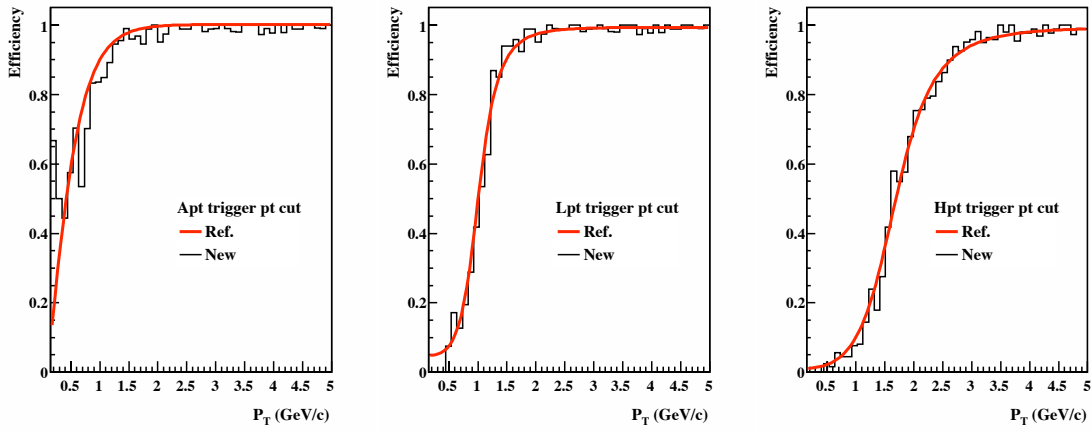 Efficiency
1
0.8
0.6
0.4
0.2
0
Apt trigger pt cut
Ref.
New
0.5 1 1.5 2 2.5 3 3.5 4 4.5 5
P_T (GeV/c)
Efficiency
1
0.8
0.6
0.4
0.2
0
Lpt trigger pt cut
Ref.
New
0.5 1 1.5 2 2.5 3 3.5 4 4.5 5
P_T (GeV/c)
Efficiency
1
0.8
0.6
0.4
0.2
0
Hpt trigger pt cut
Ref.
New
0.5 1 1.5 2 2.5 3 3.5 4 4.5 5
P_T (GeV/c)